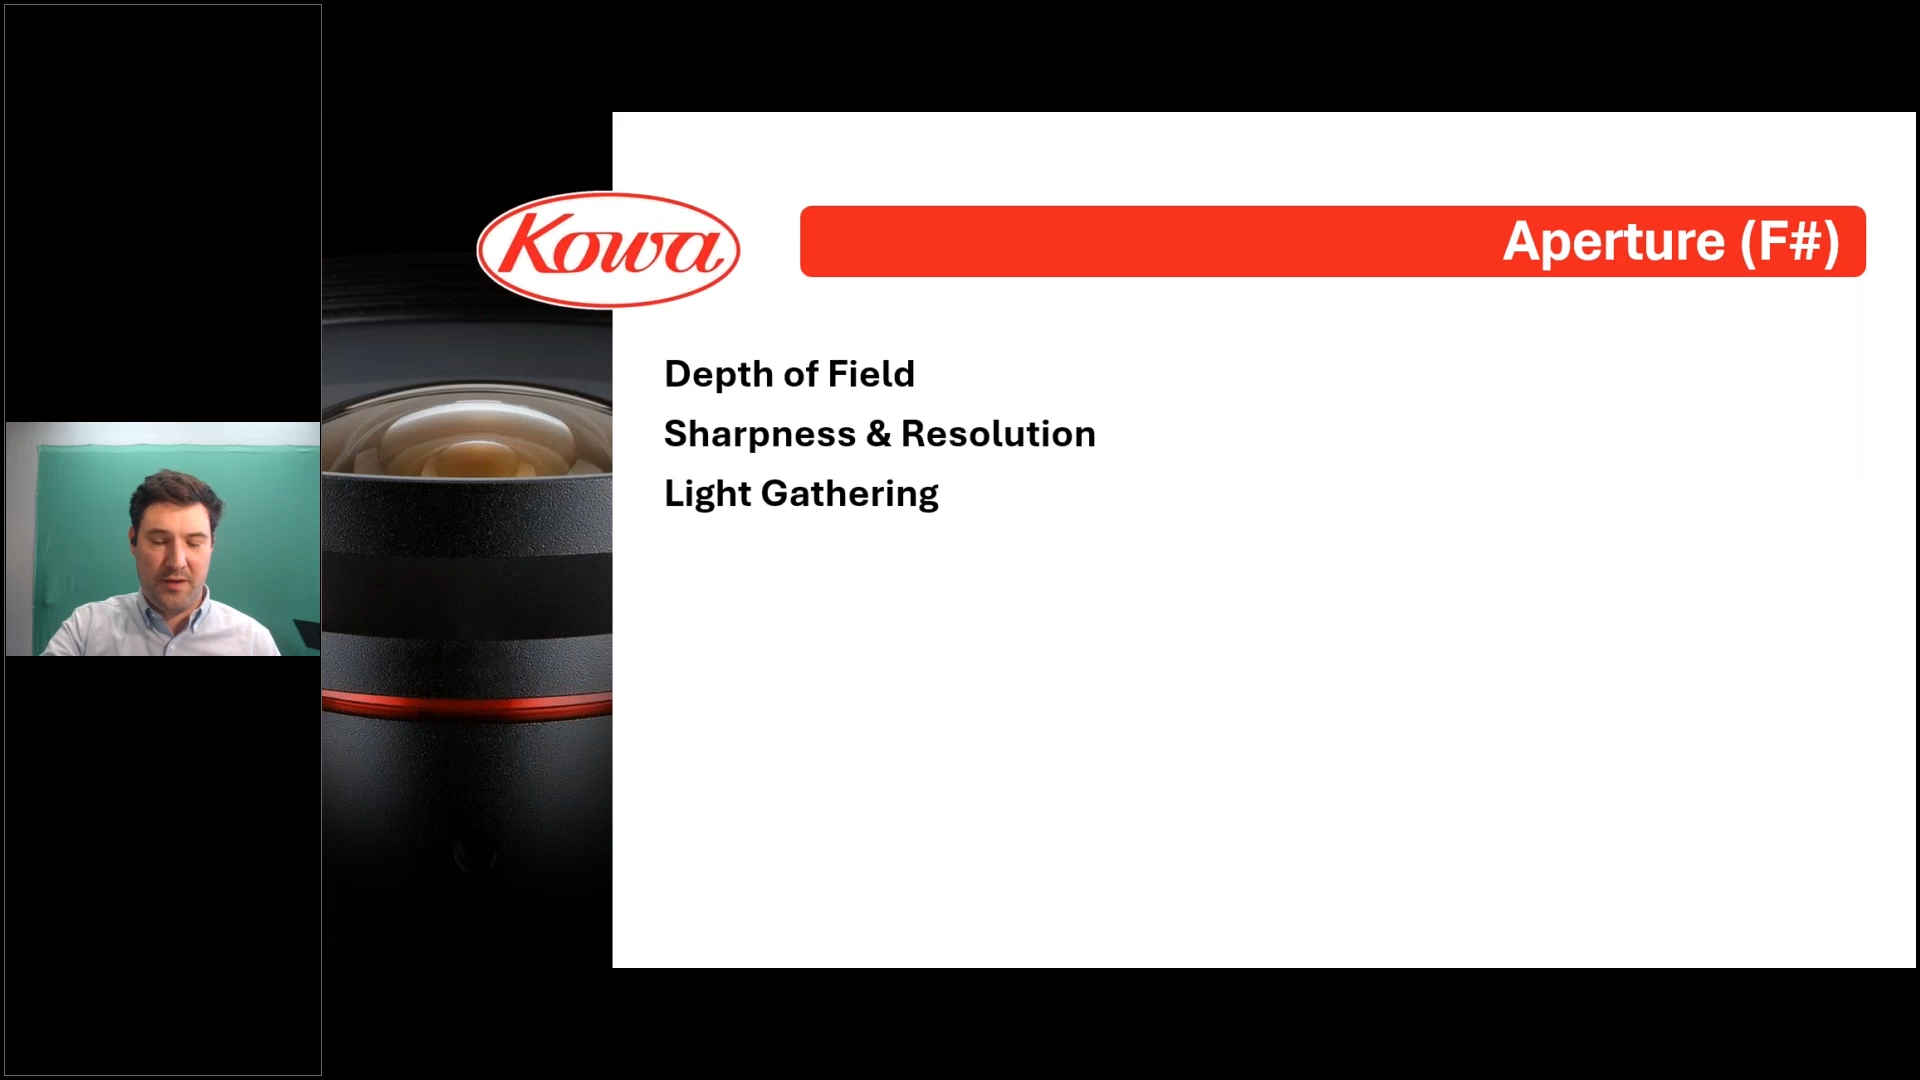 Kowa
Aperture (F#)
Depth of Field
Sharpness & Resolution
Light Gathering